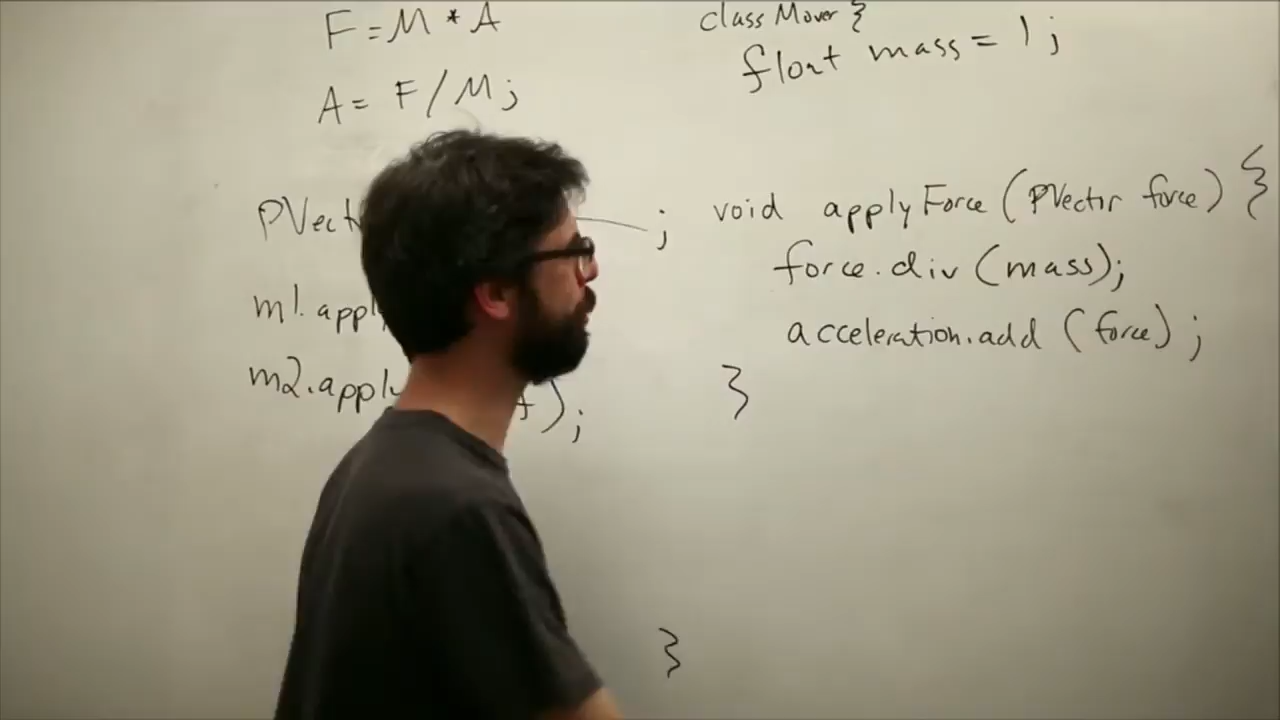 F = M * A
A = F / M ;
PVect ;
m1.appl
m2.apply );
class Mover {
float mass = 1 ;
void applyForce (PVector force) {
force.div (mass);
acceleration.add (force) ;
}
}